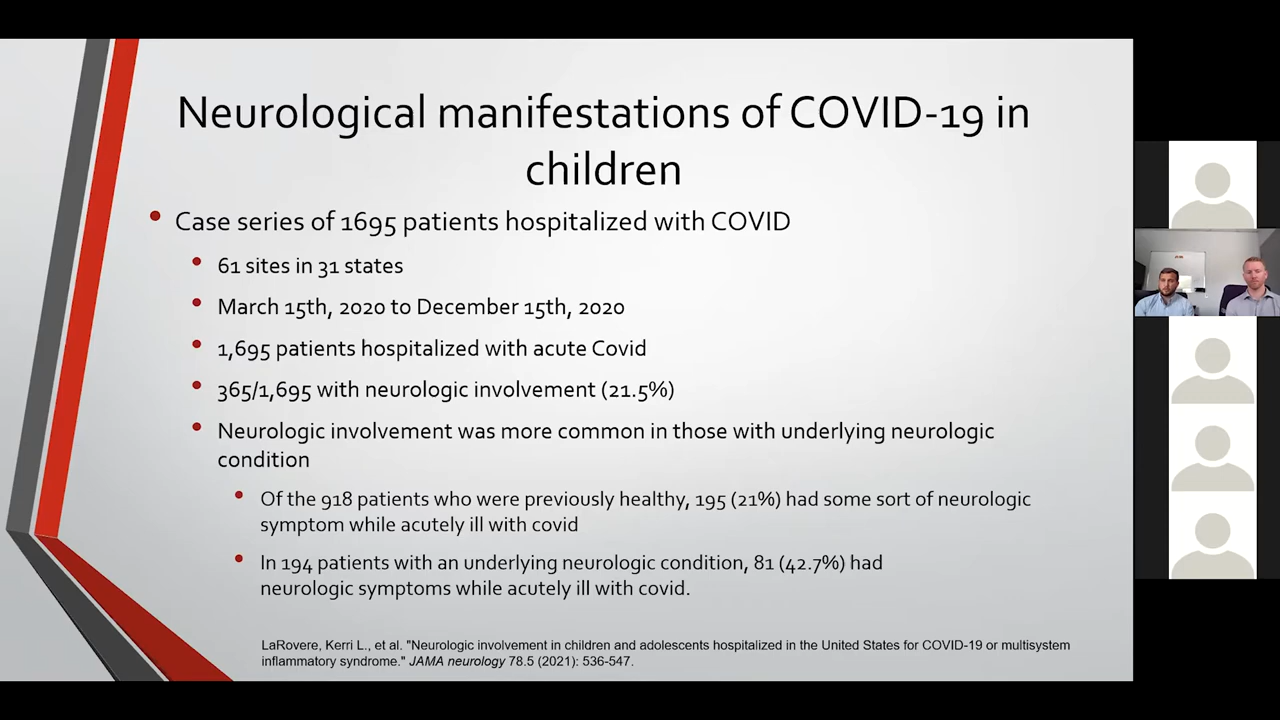 Neurological manifestations of COVID-19 in
children
• Case series of 1695 patients hospitalized with COVID
• 61 sites in 31 states
• March 15th, 2020 to December 15th, 2020
• 1,695 patients hospitalized with acute Covid
• 365/1,695 with neurologic involvement (21.5%)
• Neurologic involvement was more common in those with underlying neurologic
condition
• Of the 918 patients who were previously healthy, 195 (21%) had some sort of neurologic
symptom while acutely ill with covid
• In 194 patients with an underlying neurologic condition, 81 (42.7%) had
neurologic symptoms while acutely ill with covid.
LaRovere, Kerri L., et al. "Neurologic involvement in children and adolescents hospitalized in the United States for COVID-19 or multisystem
inflammatory syndrome." JAMA neurology 78.5 (2021): 536-547.